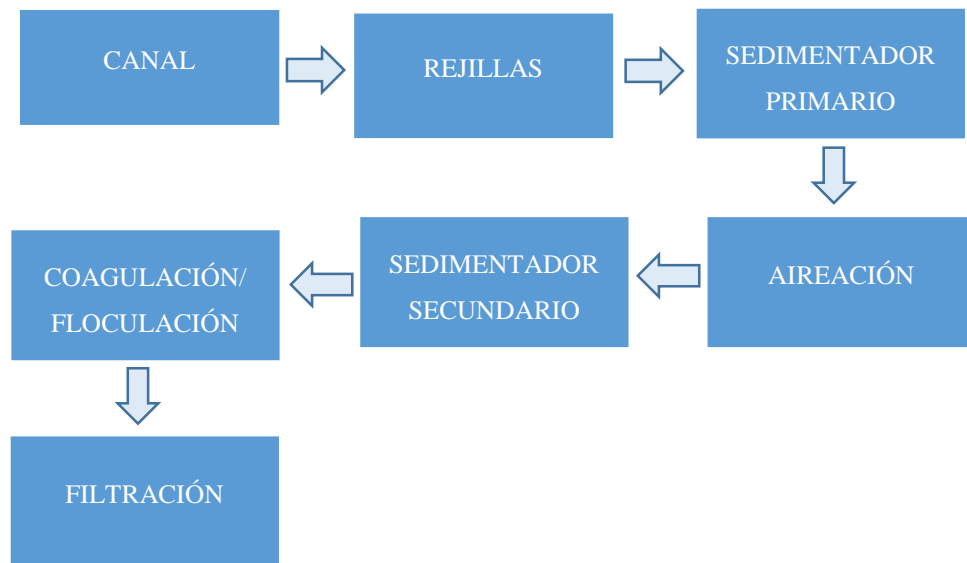 CANAL
REJILLAS
SEDIMENTADOR
PRIMARIO
AIREACIÓN
SEDIMENTADOR
SECUNDARIO
COAGULACIÓN/
FLOCULACIÓN
FILTRACIÓN